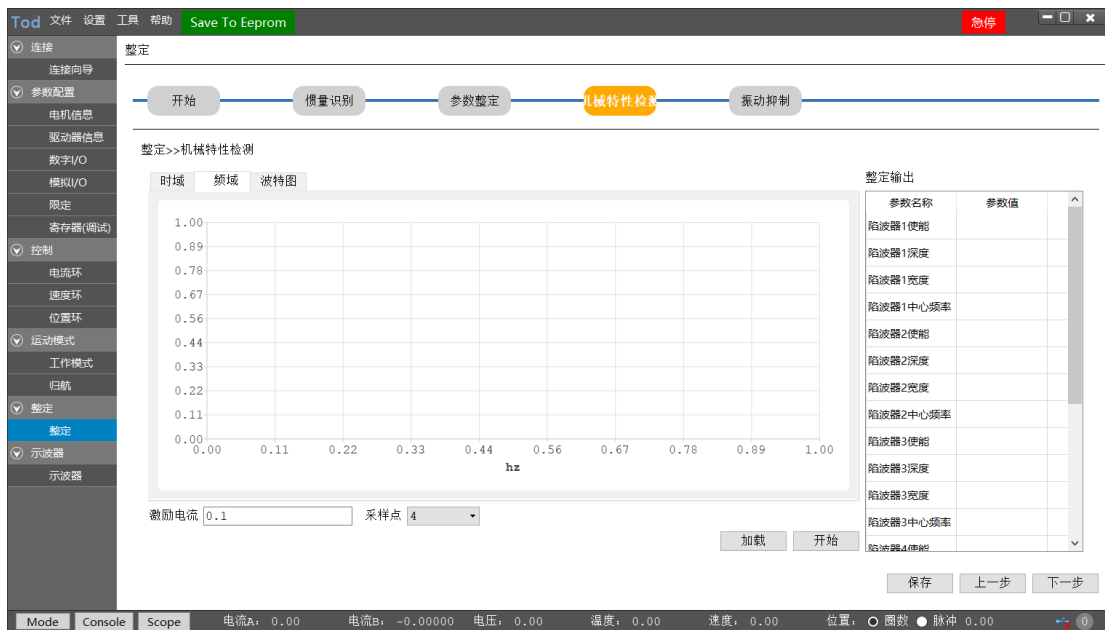 Tod 文件 设置 工具 帮助 Save To Eeprom 急停
连接
连接向导
参数配置
电机信息
驱动器信息
数字I/O
模拟I/O
限定
寄存器(调试)
控制
电流环
速度环
位置环
运动模式
工作模式
归航
整定
整定
示波器
示波器
整定
开始 惯量识别 参数整定 机械特性检测 振动抑制
整定>>机械特性检测
时域 频域 波特图
1.00
0.89
0.78
0.67
0.56
0.44
0.33
0.22
0.11
0.00
0.00 0.11 0.22 0.33 0.44 0.56 0.67 0.78 0.89 1.00
hz
激励电流 0.1 采样点 4
加载 开始
整定输出
参数名称 参数值
陷波器1使能
陷波器1深度
陷波器1宽度
陷波器1中心频率
陷波器2使能
陷波器2深度
陷波器2宽度
陷波器2中心频率
陷波器3使能
陷波器3深度
陷波器3宽度
陷波器3中心频率
陷波器4使能
保存 上一步 下一步
Mode Console Scope 电流A: 0.00 电流B: -0.00000 电压: 0.00 温度: 0.00 速度: 0.00 位置: 圈数 脉冲 0.00 0